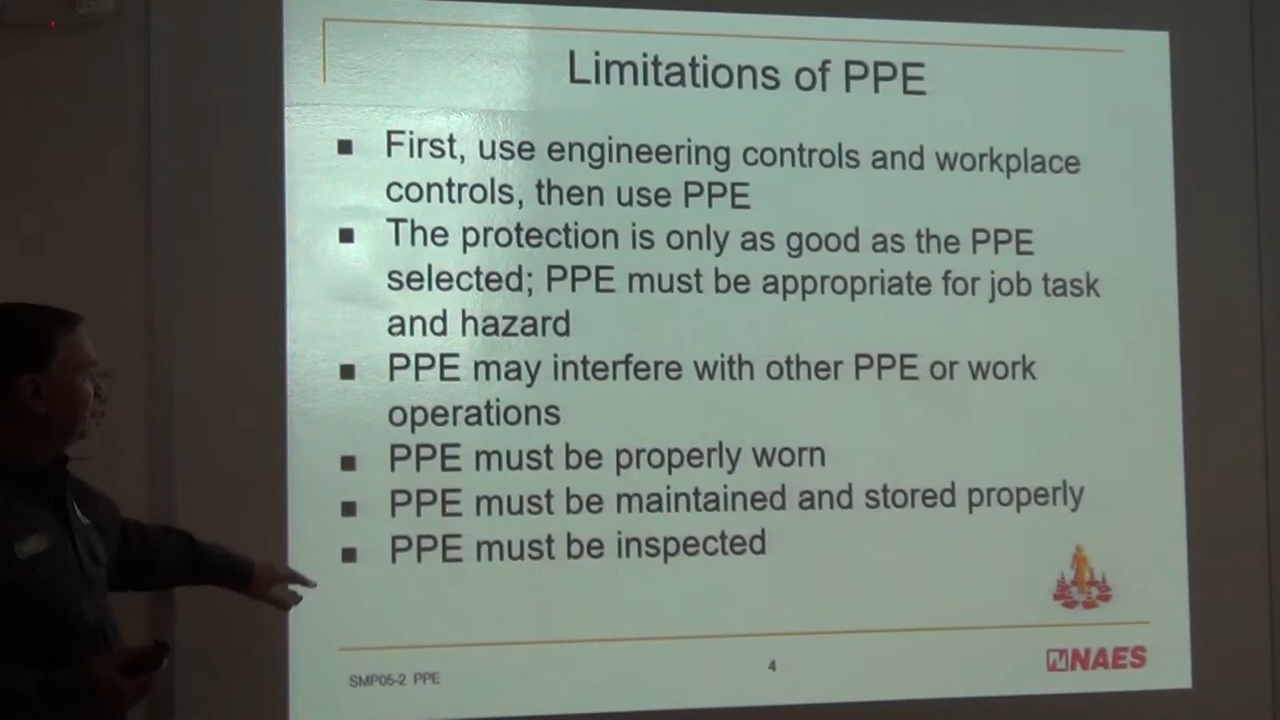 Limitations of PPE
First, use engineering controls and workplace
controls, then use PPE
The protection is only as good as the PPE
selected; PPE must be appropriate for job task
and hazard
PPE may interfere with other PPE or work
operations
PPE must be properly worn
PPE must be maintained and stored properly
PPE must be inspected
SMP05-2 PPE
4
NAES